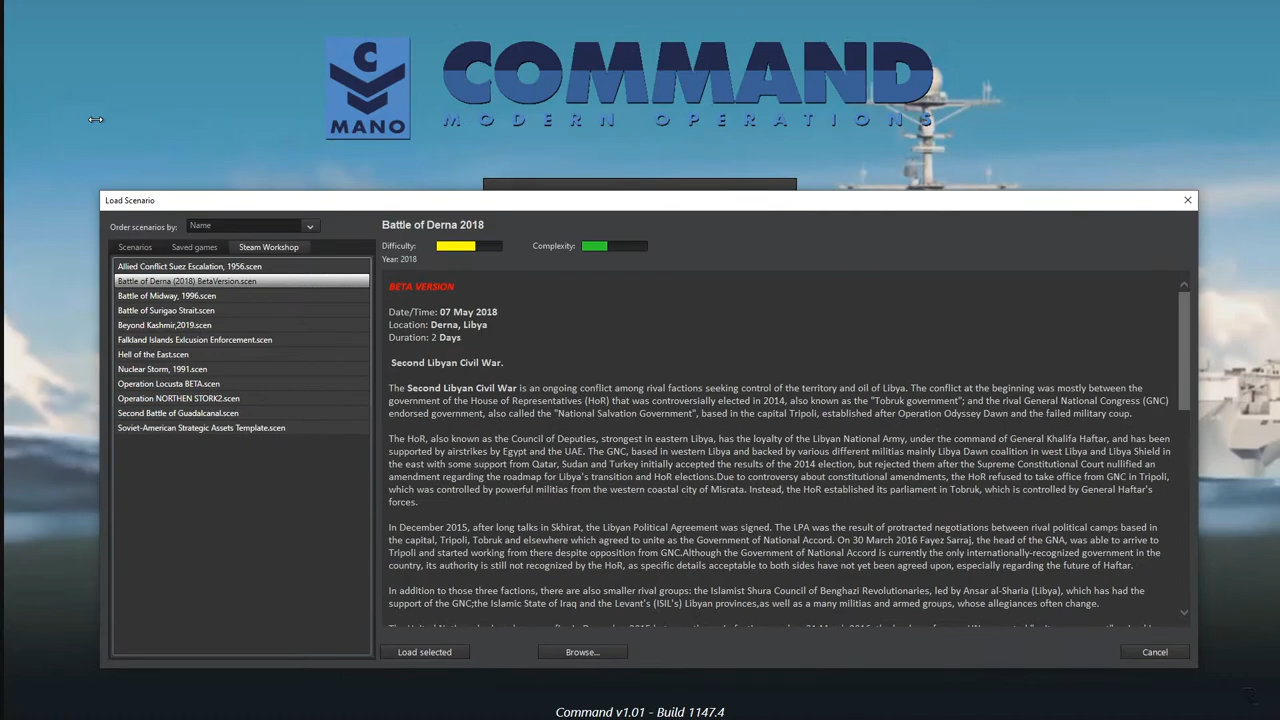 C
MANO
COMMAND
MODERN OPERATIONS
Load Scenario
Order scenarios by:
Name
Scenarios
Saved games
Steam Workshop
Allied Conflict Suez Escalation, 1956.scen
Battle of Derna (2018) BetaVersion.scen
Battle of Midway, 1996.scen
Battle of Surigao Strait.scen
Beyond Kashmir,2019.scen
Falkland Islands Exlcusion Enforcement.scen
Hell of the East.scen
Nuclear Storm, 1991.scen
Operation Locusta BETA.scen
Operation NORTHEN STORK2.scen
Second Battle of Guadalcanal.scen
Soviet-American Strategic Assets Template.scen
Battle of Derna 2018
Difficulty:
Complexity:
Year: 2018
BETA VERSION
Date/Time: 07 May 2018
Location: Derna, Libya
Duration: 2 Days
Second Libyan Civil War.
The Second Libyan Civil War is an ongoing conflict among rival factions seeking control of the territory and oil of Libya. The conflict at the beginning was mostly between the
government of the House of Representatives (HoR) that was controversially elected in 2014, also known as the "Tobruk government"; and the rival General National Congress (GNC)
endorsed government, also called the "National Salvation Government", based in the capital Tripoli, established after Operation Odyssey Dawn and the failed military coup.
The HoR, also known as the Council of Deputies, strongest in eastern Libya, has the loyalty of the Libyan National Army, under the command of General Khalifa Haftar, and has been
supported by airstrikes by Egypt and the UAE. The GNC, based in western Libya and backed by various different militias mainly Libya Dawn coalition in west Libya and Libya Shield in
the east with some support from Qatar, Sudan and Turkey initially accepted the results of the 2014 election, but rejected them after the Supreme Constitutional Court nullified an
amendment regarding the roadmap for Libya's transition and HoR elections.Due to controversy about constitutional amendments, the HoR refused to take office from GNC in Tripoli,
which was controlled by powerful militias from the western coastal city of Misrata. Instead, the HoR established its parliament in Tobruk, which is controlled by General Haftar's
forces.
In December 2015, after long talks in Skhirat, the Libyan Political Agreement was signed. The LPA was the result of protracted negotiations between rival political camps based in
the capital, Tripoli, Tobruk and elsewhere which agreed to unite as the Government of National Accord. On 30 March 2016 Fayez Sarraj, the head of the GNA, was able to arrive to
Tripoli and started working from there despite opposition from GNC.Although the Government of National Accord is currently the only internationally-recognized government in the
country, its authority is still not recognized by the HoR, as specific details acceptable to both sides have not yet been agreed upon, especially regarding the future of Haftar.
In addition to those three factions, there are also smaller rival groups: the Islamist Shura Council of Benghazi Revolutionaries, led by Ansar al-Sharia (Libya), which has had the
support of the GNC;the Islamic State of Iraq and the Levant's (ISIL's) Libyan provinces,as well as a many militias and armed groups, whose allegiances often change.
Load selected
Browse...
Cancel
Command v1.01 - Build 1147.4